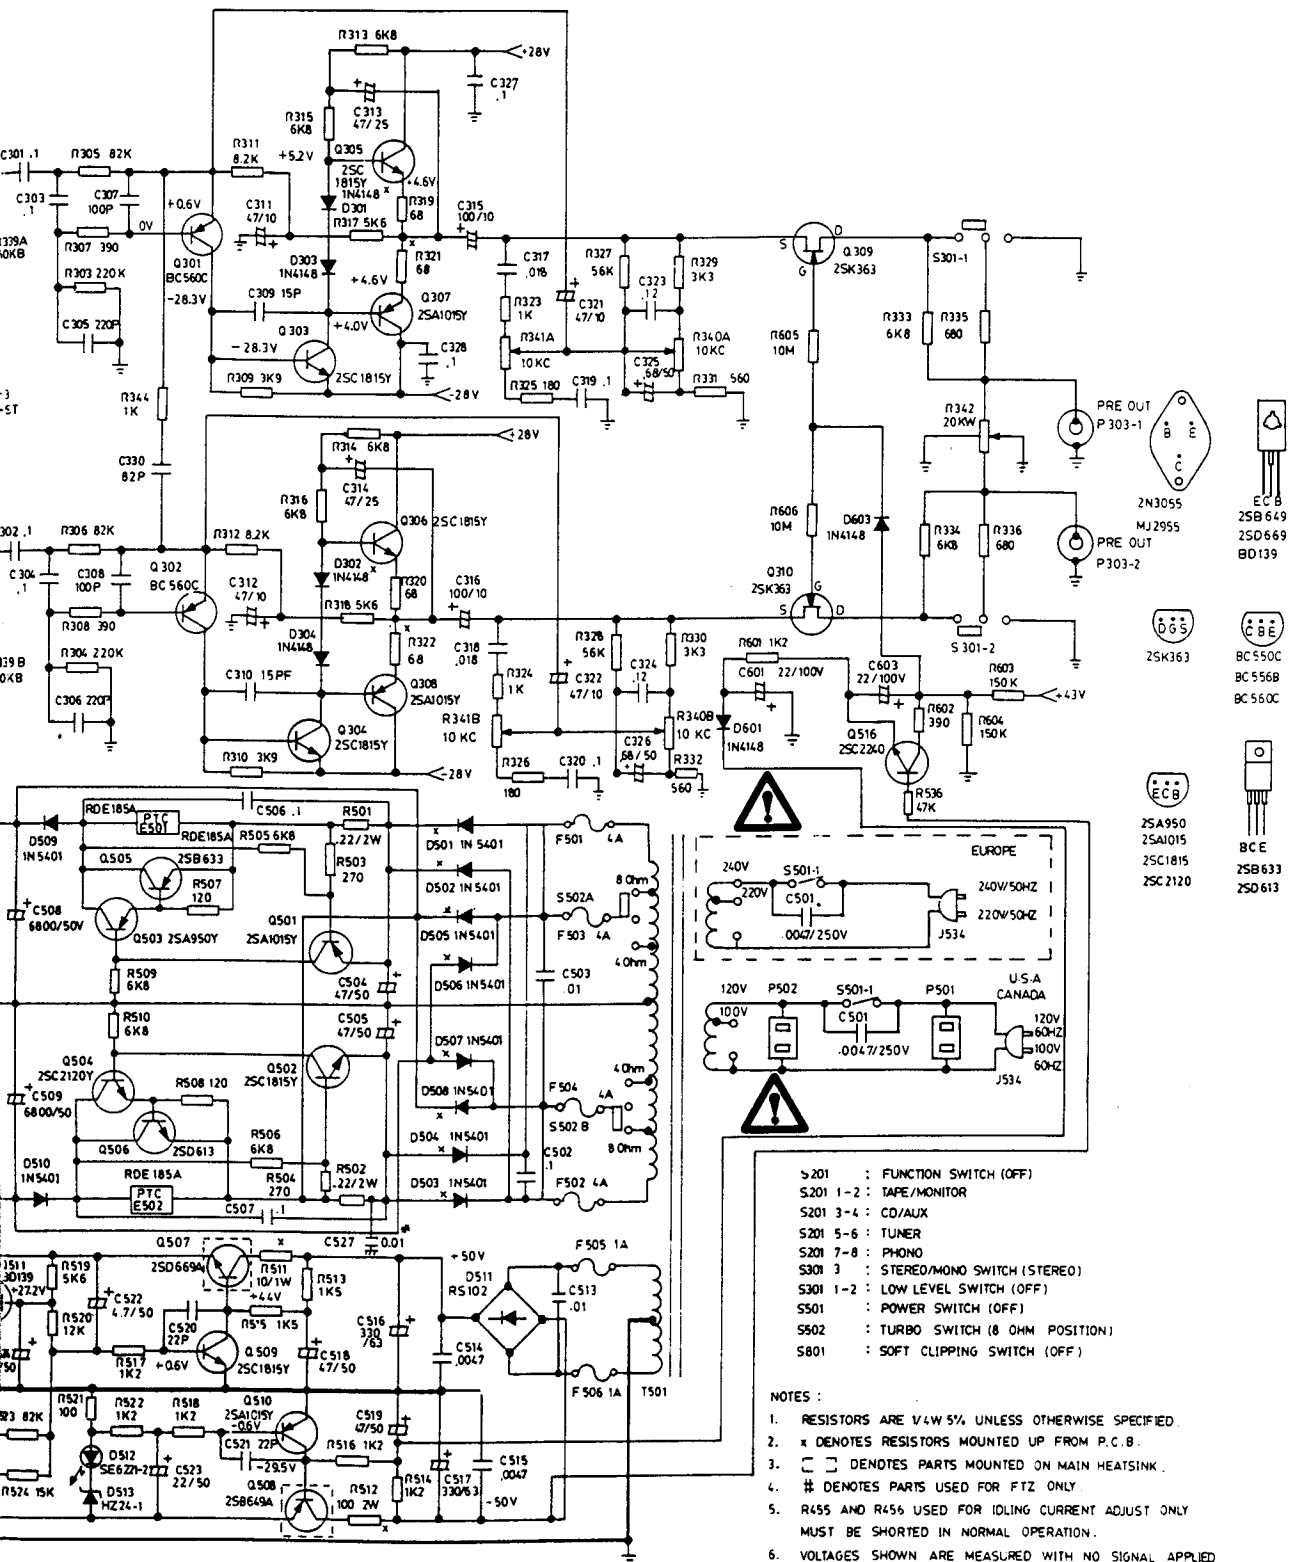 R313 6K8
+28V
C327
.1
C313
47/25
R315
6K8
Q305
2SC
1815Y
+5.2V
+4.6V
1N4148
D301
R319
68
C301 .1
R305 82K
R311
8.2K
C303
.1
C307
100P
+0.6V
0V
C311
47/10
C315
100/10
R317 5K6
R307 390
Q301
BC560C
D303
1N4148
R321
68
+4.6V
R303 220K
-28.3V
C309 15P
Q307
2SA1015Y
+4.0V
C305 220P
Q303
-28.3V
2SC1815Y
C328
.1
R309 3K9
-28V
C317
.018
R323
1K
R341A
10KC
C321
47/10
R325 180
C319 .1
R327
56K
C323
.12
R329
3K3
R340A
10KC
C325
.68/50
R331 560
S
D
G
Q309
2SK363
S301-1
R605
10M
R333
6K8
R335
680
R342
20KW
PRE OUT
P303-1
B E
C
2N3055
MJ2955
ECB
2SB649
2SD669
BD139
R344
1K
C330
82P
+28V
R314 6K8
C314
47/25
R316
6K8
Q306 2SC1815Y
302 .1
R306 82K
R312 8.2K
C304
.1
C308
100P
Q302
BC560C
C312
47/10
D302
1N4148
R320
68
C316
100/10
R318 5K6
R308 390
D304
1N4148
R322
68
R304 220K
C310 15PF
Q308
2SA1015Y
C306 220P
Q304
2SC1815Y
R310 3K9
-28V
C318
.018
R324
1K
R341B
10 KC
C322
47/10
R326
180
C320 .1
R328
56K
C324
.12
R330
3K3
R340B
10 KC
C326
.68/50
R332
560
R606
10M
D603
1N4148
Q310
2SK363
G
S
D
R334
6K8
R336
680
PRE OUT
P303-2
S301-2
R601 1K2
C601
22/100V
C603
22/100V
R603
150K
+43V
R602
390
R604
150K
D601
1N4148
Q516
2SC2240
R536
47K
DGS
2SK363
CBE
BC550C
BC556B
BC560C
ECB
2SA950
2SA1015
2SC1815
2SC2120
BCE
2SB633
2SD613
RDE185A
PTC
E501
C506 .1
R501
.22/2W
D509
1N5401
RDE185A
R505 6K8
Q505
2SB633
R503
270
R507
120
C508
6800/50V
Q503 2SA950Y
Q501
2SA1015Y
R509
6K8
C504
47/50
R510
6K8
C505
47/50
Q504
2SC2120Y
Q502
2SC1815Y
C509
6800/50
R508 120
Q506
2SD613
R506
6K8
D510
1N5401
RDE185A
PTC
E502
R504
270
R502
.22/2W
C507 .1
C527 0.01
D501 1N5401
D502 1N5401
D505 1N5401
D506 1N5401
D507 1N5401
D508 1N5401
D504 1N5401
D503 1N5401
F501 4A
S502A
F503 4A
8 Ohm
4 Ohm
C503
.01
4 Ohm
F504
4A
S502B
8 Ohm
C502
.1
F502 4A
EUROPE
240V
220V
S501-1
C501
.0047/250V
240V/50HZ
220V/50HZ
J534
U.S.A
CANADA
120V
100V
P502
S501-1
C501
.0047/250V
P501
120V
60HZ
100V
60HZ
J534
Q507
2SD669A
R511
10/1W
+44V
R513
1K5
+50V
D511
RS102
F505 1A
R519
5K6
+27.2V
C522
4.7/50
C520
22P
R515 1K5
C516
330
/63
C513
.01
R520
12K
Q509
2SC1815Y
C518
47/50
C514
.0047
R517
1K2
+0.6V
F506 1A
T501
R521
100
R522
1K2
R518
1K2
Q510
2SA1015Y
-0.6V
C519
47/50
R523 82K
C521 22P
R516 1K2
D512
SE6221-2
C523
22/50
-29.5V
C515
.0047
D513
HZ24-1
Q508
2SB649A
R514
1K2
C517
330/63
R524 15K
R512
100 2W
-50V
S201 : FUNCTION SWITCH (OFF)
S201 1-2 : TAPE/MONITOR
S201 3-4 : CD/AUX
S201 5-6 : TUNER
S201 7-8 : PHONO
S301 3 : STEREO/MONO SWITCH (STEREO)
S301 1-2 : LOW LEVEL SWITCH (OFF)
S501 : POWER SWITCH (OFF)
S502 : TURBO SWITCH (8 OHM POSITION)
S801 : SOFT CLIPPING SWITCH (OFF)
NOTES :
1. RESISTORS ARE 1/4W 5% UNLESS OTHERWISE SPECIFIED.
2. x DENOTES RESISTORS MOUNTED UP FROM P.C.B.
3. DENOTES PARTS MOUNTED ON MAIN HEATSINK.
4. # DENOTES PARTS USED FOR FTZ ONLY
5. R455 AND R456 USED FOR IDLING CURRENT ADJUST ONLY
MUST BE SHORTED IN NORMAL OPERATION.
6. VOLTAGES SHOWN ARE MEASURED WITH NO SIGNAL APPLIED